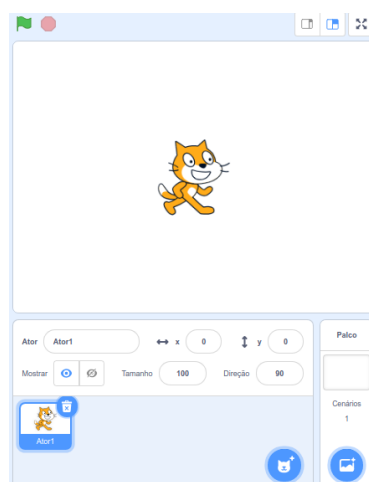 Ator Ator1 x 0 y 0 Palco
Mostrar Tamanho 100 Direção 90
Cenários
1
Ator1